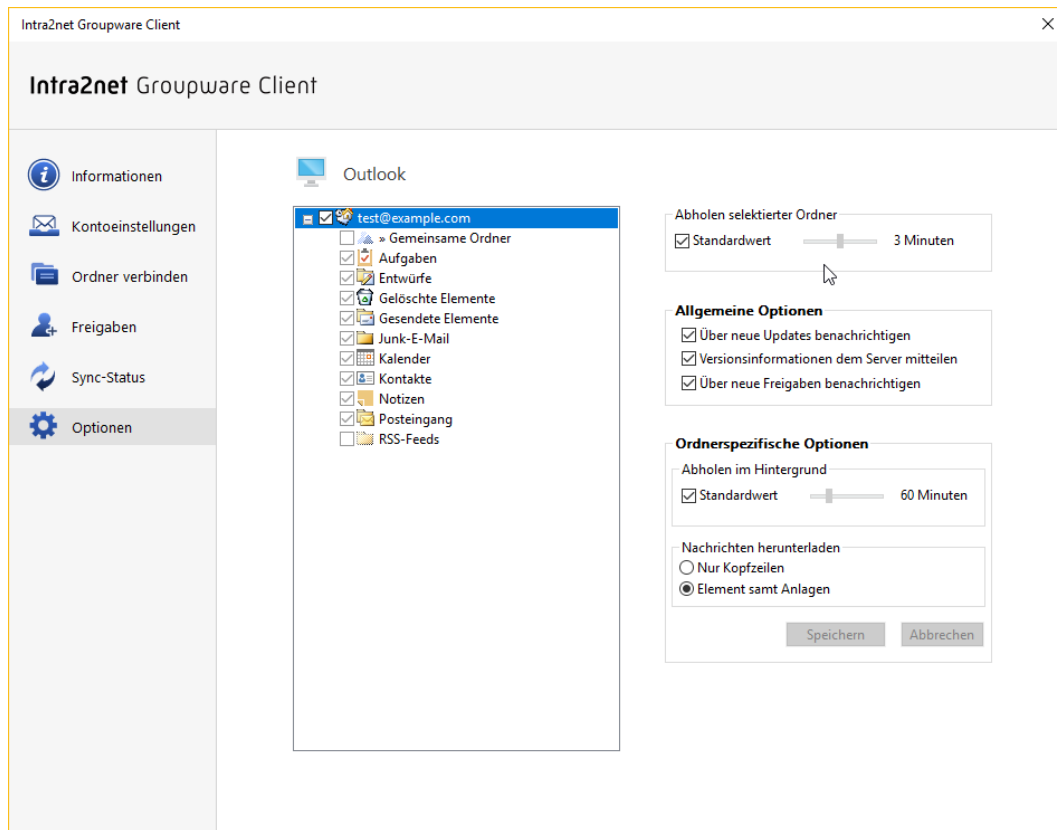 Intra2net Groupware Client
Intra2net Groupware Client
Informationen
Kontoeinstellungen
Ordner verbinden
Freigaben
Sync-Status
Optionen
Outlook
test@example.com
» Gemeinsame Ordner
Aufgaben
Entwürfe
Gelöschte Elemente
Gesendete Elemente
Junk-E-Mail
Kalender
Kontakte
Notizen
Posteingang
RSS-Feeds
Abholen selektierter Ordner
Standardwert 3 Minuten
Allgemeine Optionen
Über neue Updates benachrichtigen
Versionsinformationen dem Server mitteilen
Über neue Freigaben benachrichtigen
Ordnerspezifische Optionen
Abholen im Hintergrund
Standardwert 60 Minuten
Nachrichten herunterladen
Nur Kopfzeilen
Element samt Anlagen
Speichern Abbrechen